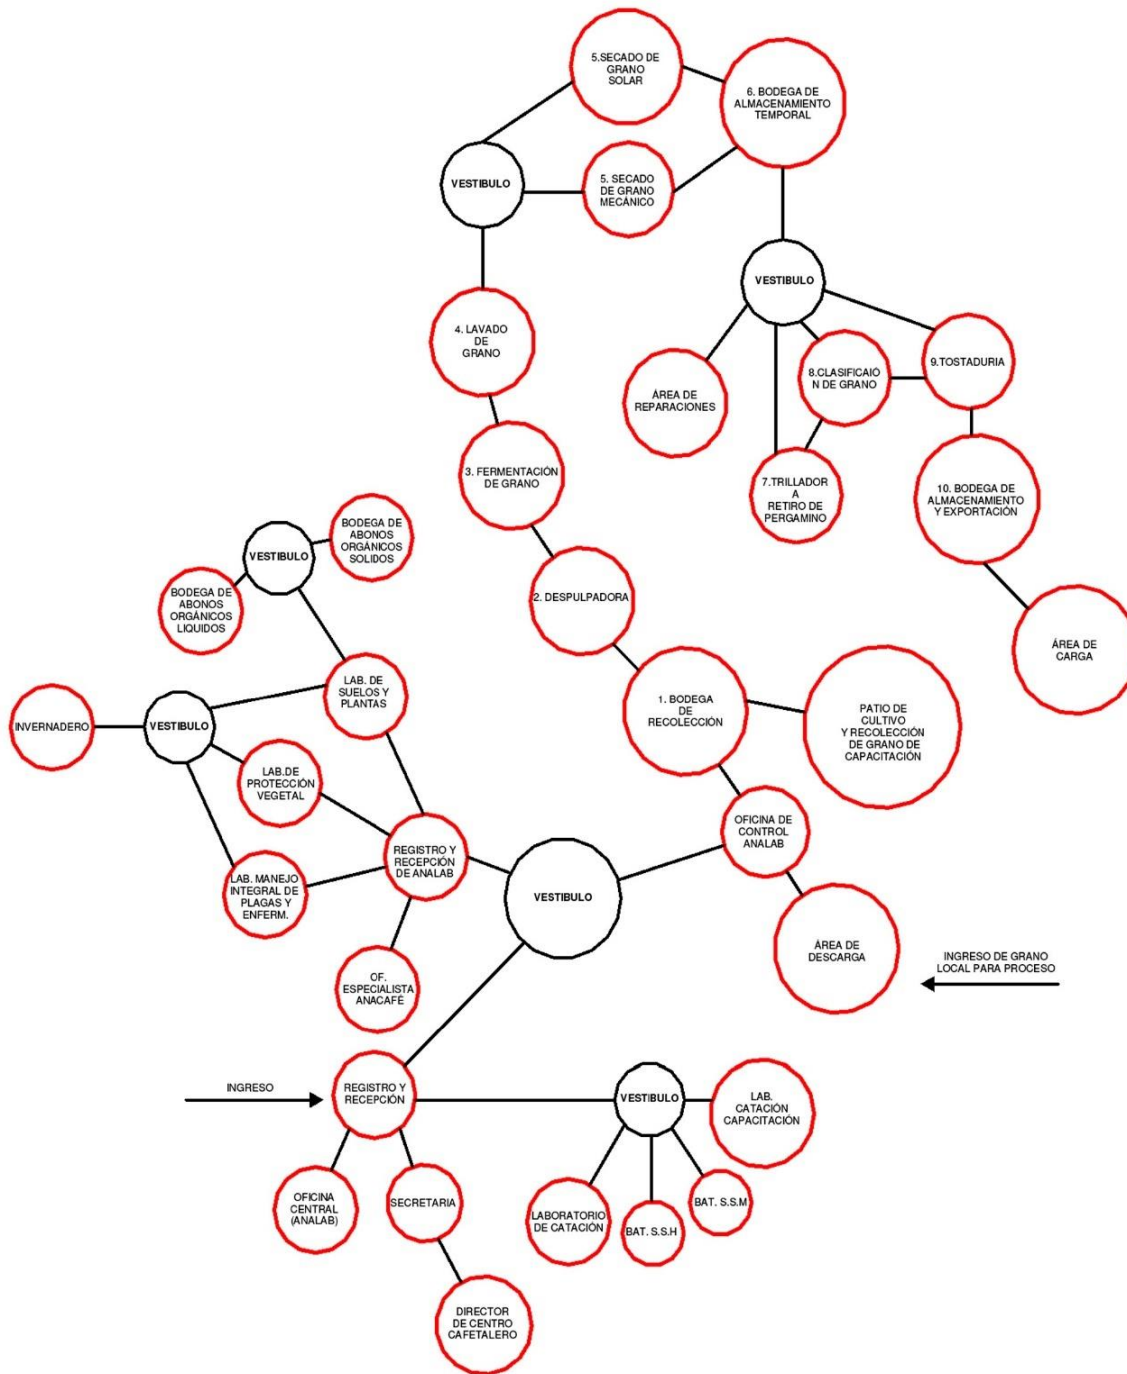 5.SECADO DE
GRANO
SOLAR
6. BODEGA DE
ALMACENAMIENTO
TEMPORAL
VESTIBULO
5. SECADO
DE GRANO
MECÁNICO
VESTIBULO
4. LAVADO
DE
GRANO
9.TOSTADURIA
8.CLASIFICAIÓ
N DE GRANO
ÁREA DE
REPARACIONES
3. FERMENTACIÓN
DE GRANO
7.TRILLADOR
A
RETIRO DE
PERGAMINO
10. BODEGA DE
ALMACENAMIENTO
Y EXPORTACIÓN
BODEGA DE
ABONOS
ORGÁNICOS
SOLIDOS
VESTIBULO
BODEGA DE
ABONOS
ORGÁNICOS
LIQUIDOS
2. DESPULPADORA
ÁREA DE
CARGA
LAB. DE
SUELOS Y
PLANTAS
1. BODEGA
DE
RECOLECCIÓN
PATIO DE
CULTIVO
Y RECOLECCIÓN
DE GRANO DE
CAPACITACIÓN
INVERNADERO
VESTIBULO
LAB.DE
PROTECCIÓN
VEGETAL
OFICINA DE
CONTROL
ANALAB
REGISTRO Y
RECEPCIÓN
DE ANALAB
LAB. MANEJO
INTEGRAL DE
PLAGAS Y
ENFERM.
VESTIBULO
ÁREA DE
DESCARGA
INGRESO DE GRANO
LOCAL PARA PROCESO
OF.
ESPECIALISTA
ANACAFÉ
INGRESO
REGISTRO Y
RECEPCIÓN
VESTIBULO
LAB.
CATACIÓN
CAPACITACIÓN
OFICINA
CENTRAL
(ANALAB)
SECRETARIA
LABORATORIO
DE CATACIÓN
BAT. S.S.H
BAT. S.S.M
DIRECTOR
DE CENTRO
CAFETALERO